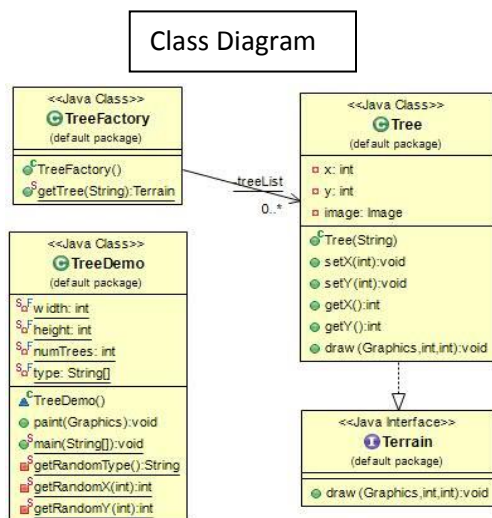 Class Diagram
<<Java Class>>
TreeFactory
(default package)
TreeFactory()
getTree(String):Terrain
-treeList
0..*
<<Java Class>>
Tree
(default package)
x: int
y: int
image: Image
Tree(String)
setX(int):void
setY(int):void
getX():int
getY():int
draw(Graphics,int,int):void
<<Java Class>>
TreeDemo
(default package)
width: int
height: int
numTrees: int
type: String[]
TreeDemo()
paint(Graphics):void
main(String[]):void
getRandomType():String
getRandomX(int):int
getRandomY(int):int
<<Java Interface>>
Terrain
(default package)
draw(Graphics,int,int):void